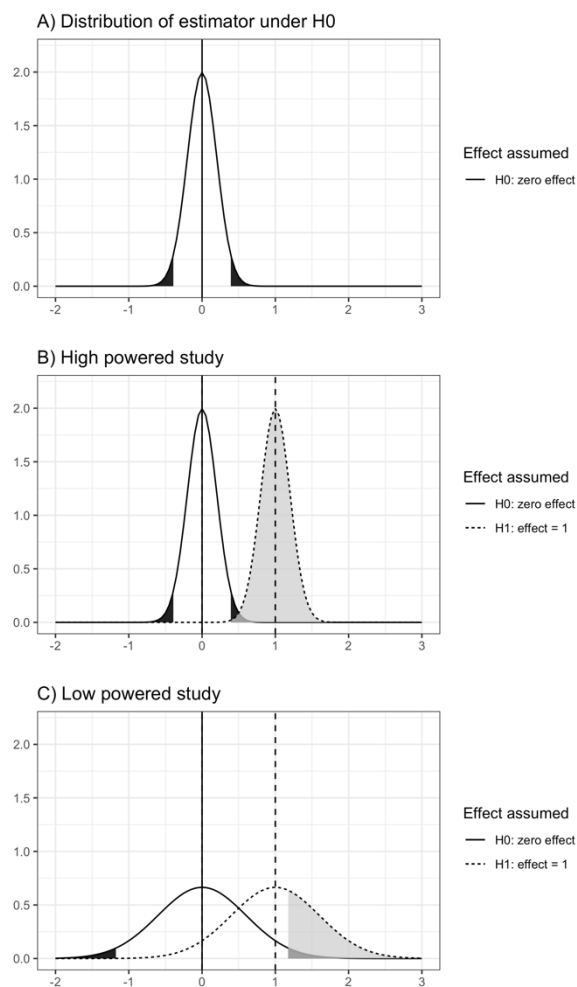 A) Distribution of estimator under H0
2.0
1.5
1.0
0.5
0.0
-2 -1 0 1 2 3
Effect assumed
H0: zero effect
B) High powered study
2.0
1.5
1.0
0.5
0.0
-2 -1 0 1 2 3
Effect assumed
H0: zero effect
H1: effect = 1
C) Low powered study
2.0
1.5
1.0
0.5
0.0
-2 -1 0 1 2 3
Effect assumed
H0: zero effect
H1: effect = 1